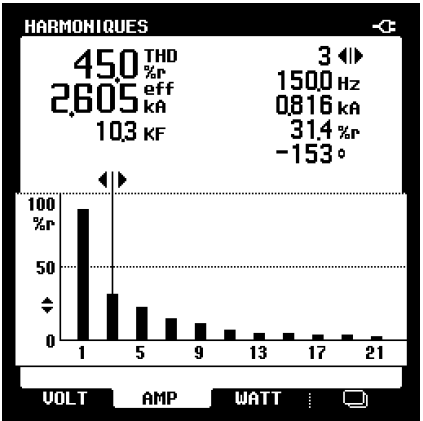 HARMONIQUES
45,0 THD %r
2,605 eff kA
10,3 KF
3
150,0 Hz
0,816 kA
31,4 %r
-153 °
100
%r
50
0
1 5 9 13 17 21
VOLT AMP WATT